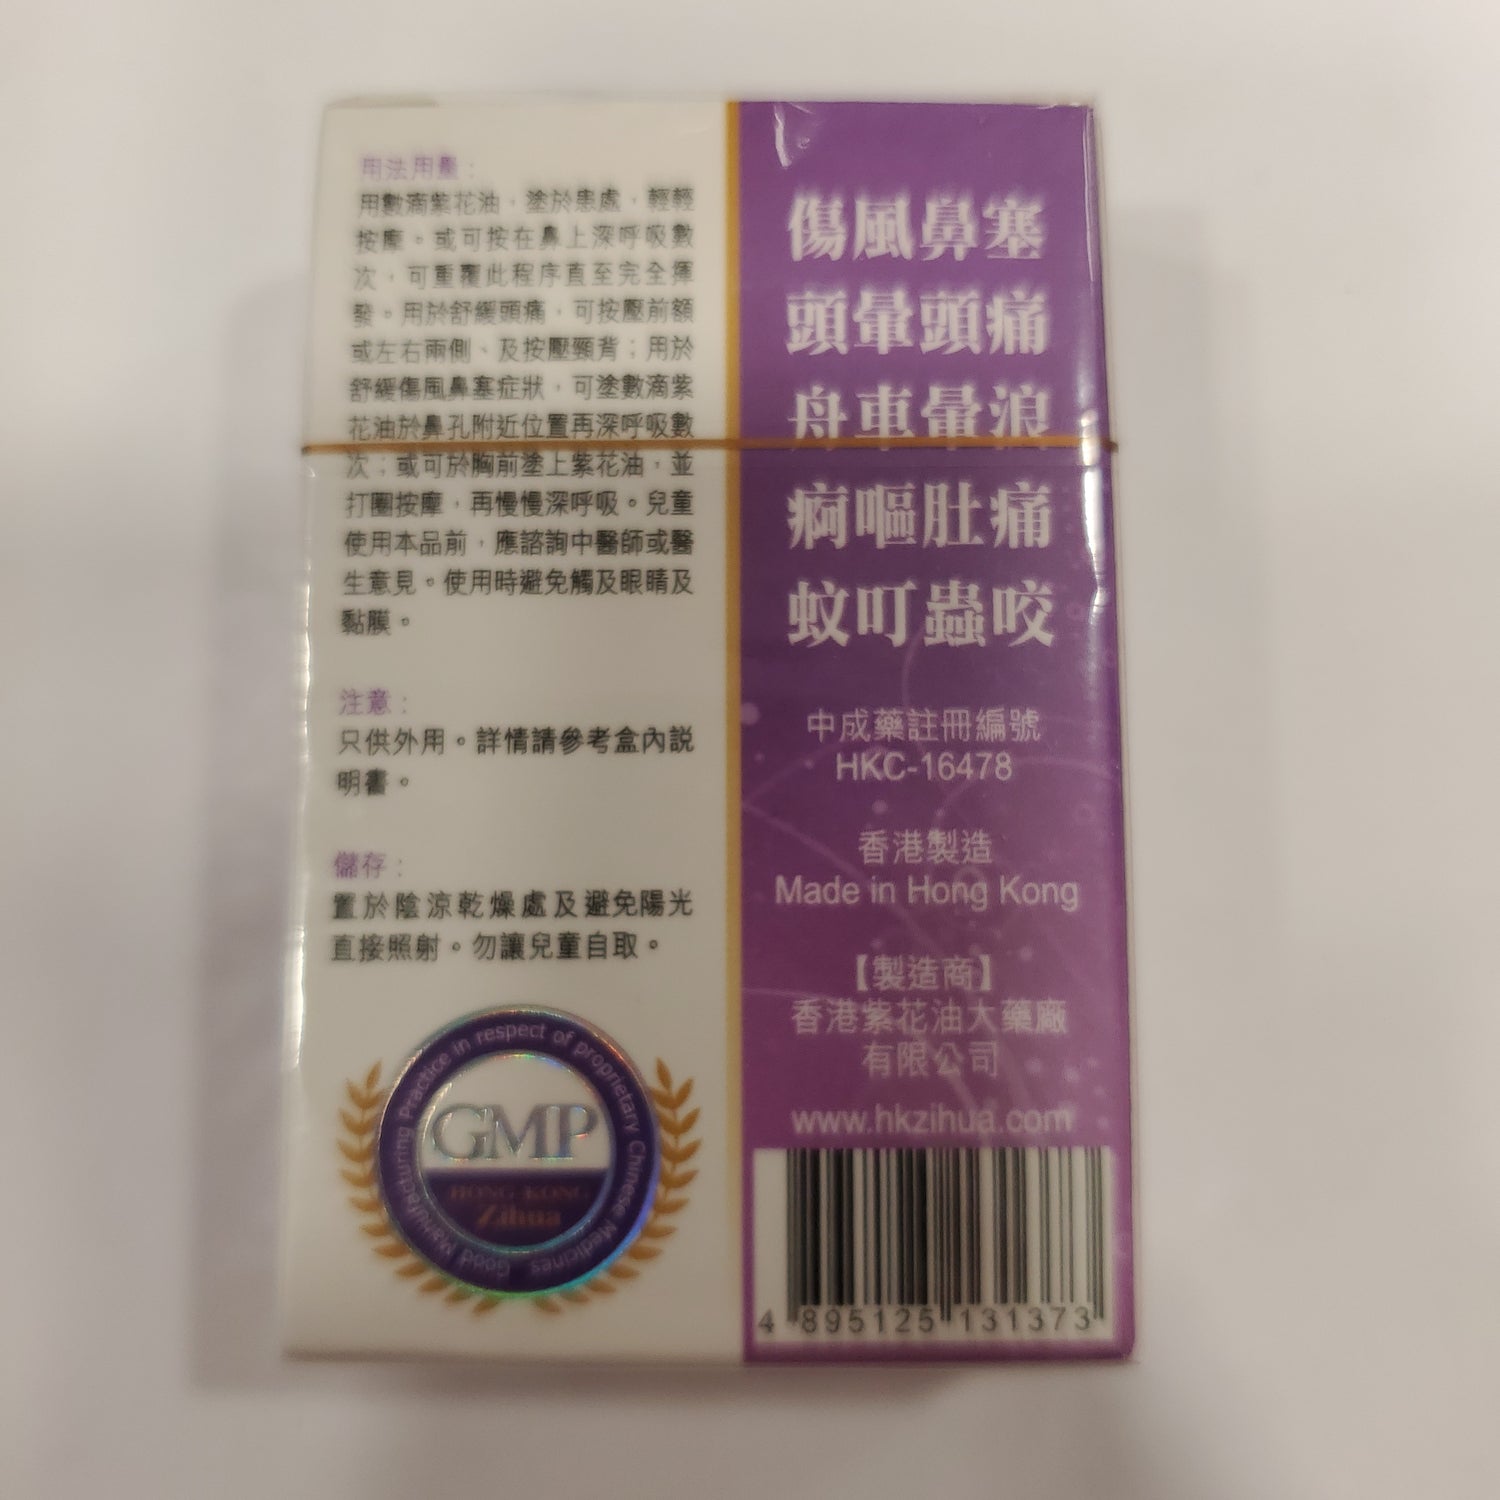 用法用量：
用數滴紫花油，塗於患處，輕輕
按摩。或可按在鼻上深呼吸數
次，可重覆此程序直至完全揮
發。用於舒緩頭痛，可按壓前額
或左右兩側、及按壓頸背；用於
舒緩傷風鼻塞症狀，可塗數滴紫
花油於鼻孔附近位置再深呼吸數
次；或可於胸前塗上紫花油，並
打圈按摩，再慢慢深呼吸。兒童
使用本品前，應諮詢中醫師或醫
生意見。使用時避免觸及眼睛及
黏膜。
注意：
只供外用。詳情請參考盒內説
明書。
儲存：
置於陰涼乾燥處及避免陽光
直接照射。勿讓兒童自取。
Good Manufacturing Practice in respect of proprietary Chinese Medicines
GMP
HONG KONG
Zihua
傷風鼻塞
頭暈頭痛
舟車暈浪
痾嘔肚痛
蚊叮蟲咬
中成藥註冊編號
HKC-16478
香港製造
Made in Hong Kong
【製造商】
香港紫花油大藥廠
有限公司
www.hkzihua.com
4 895125 131373